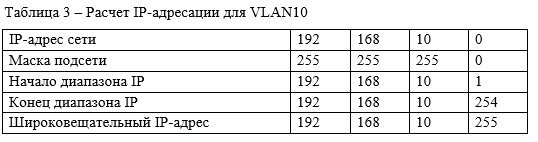 Таблица 3 – Расчет IP-адресации для VLAN10
IP-адрес сети 192 168 10 0
Маска подсети 255 255 255 0
Начало диапазона IP 192 168 10 1
Конец диапазона IP 192 168 10 254
Широковещательный IP-адрес 192 168 10 255